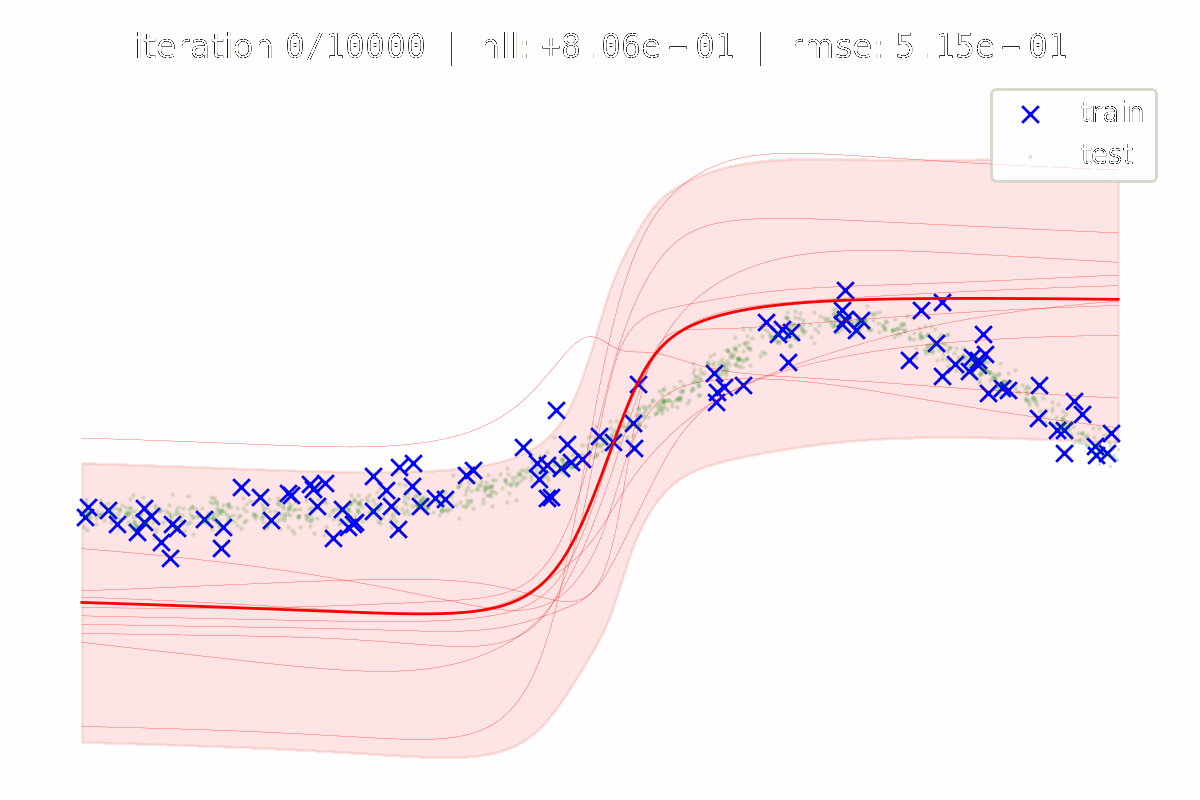 iteration 0/10000 | nll: +8.06e−01 | rmse: 5.15e−01
train
test